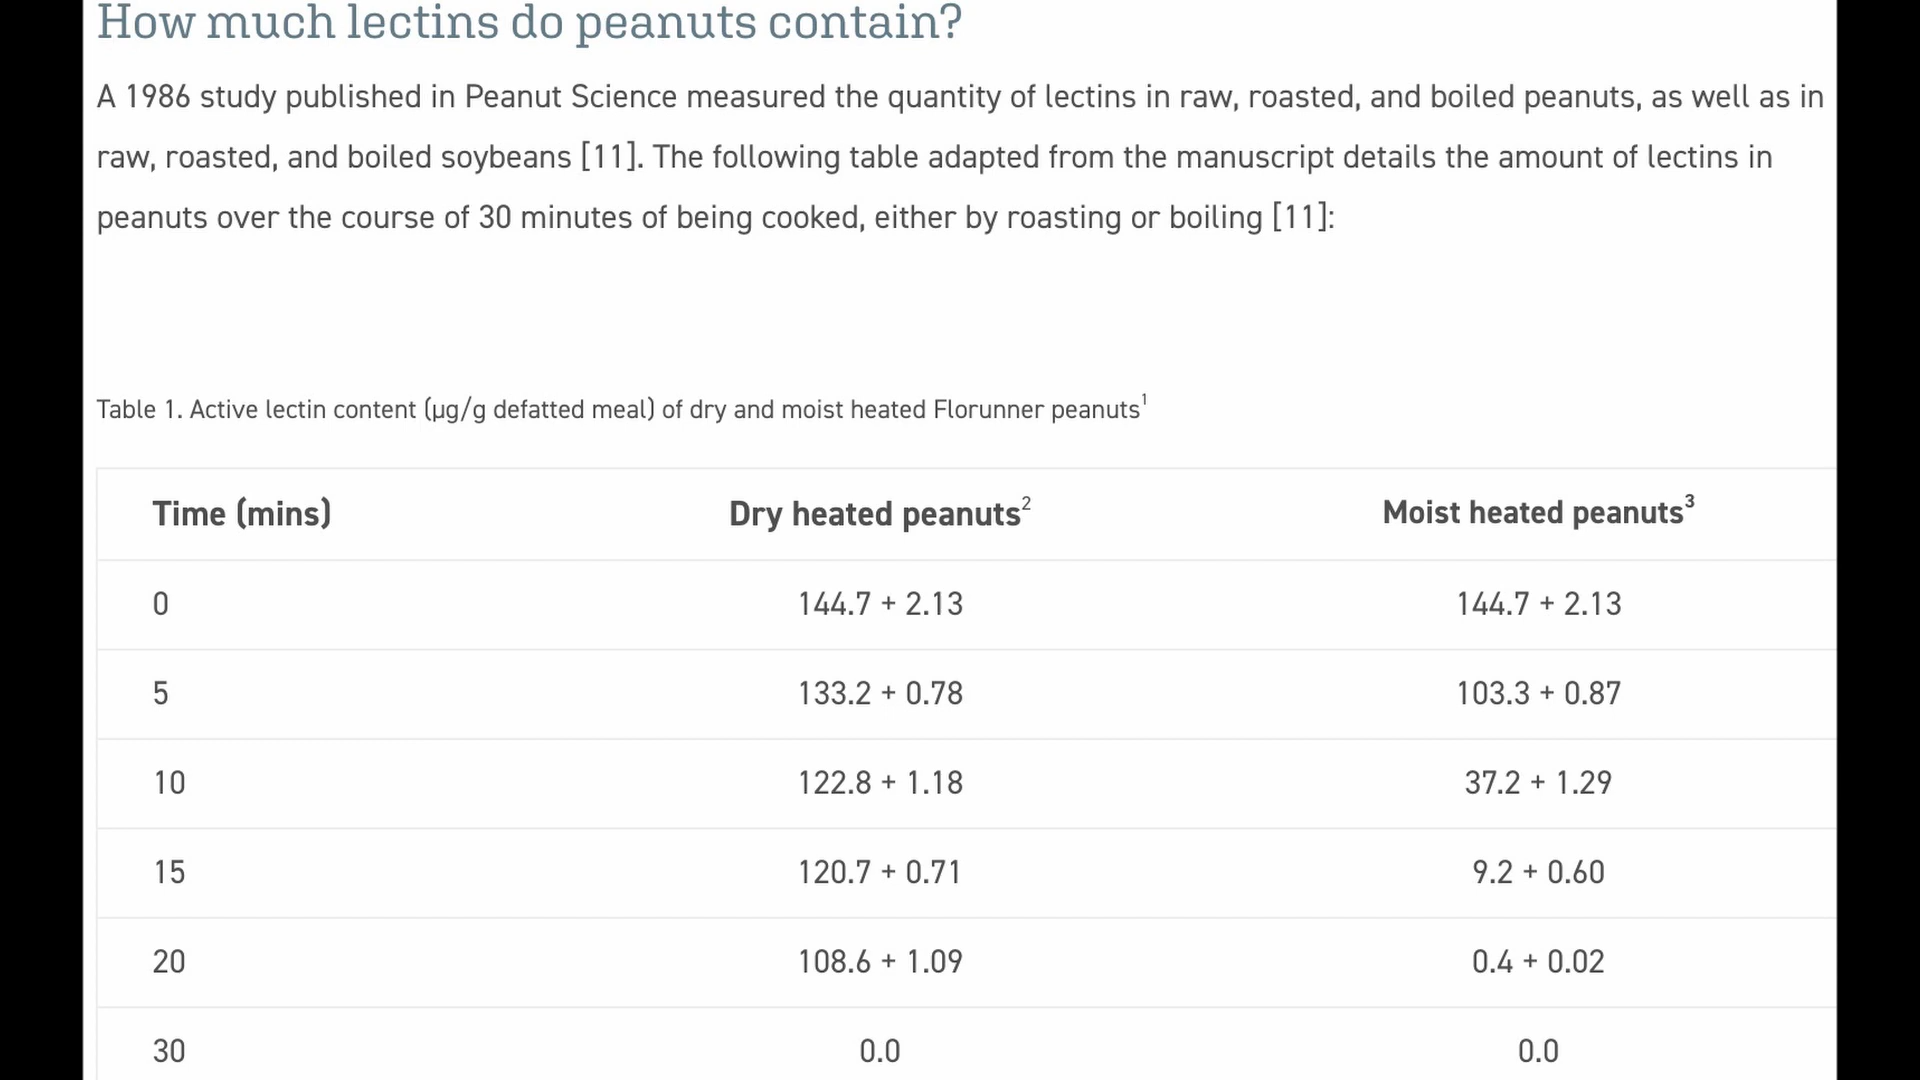 How much lectins do peanuts contain?
A 1986 study published in Peanut Science measured the quantity of lectins in raw, roasted, and boiled peanuts, as well as in
raw, roasted, and boiled soybeans [11]. The following table adapted from the manuscript details the amount of lectins in
peanuts over the course of 30 minutes of being cooked, either by roasting or boiling [11]:
Table 1. Active lectin content (µg/g defatted meal) of dry and moist heated Florunner peanuts¹
Time (mins) Dry heated peanuts² Moist heated peanuts³
0 144.7 + 2.13 144.7 + 2.13
5 133.2 + 0.78 103.3 + 0.87
10 122.8 + 1.18 37.2 + 1.29
15 120.7 + 0.71 9.2 + 0.60
20 108.6 + 1.09 0.4 + 0.02
30 0.0 0.0